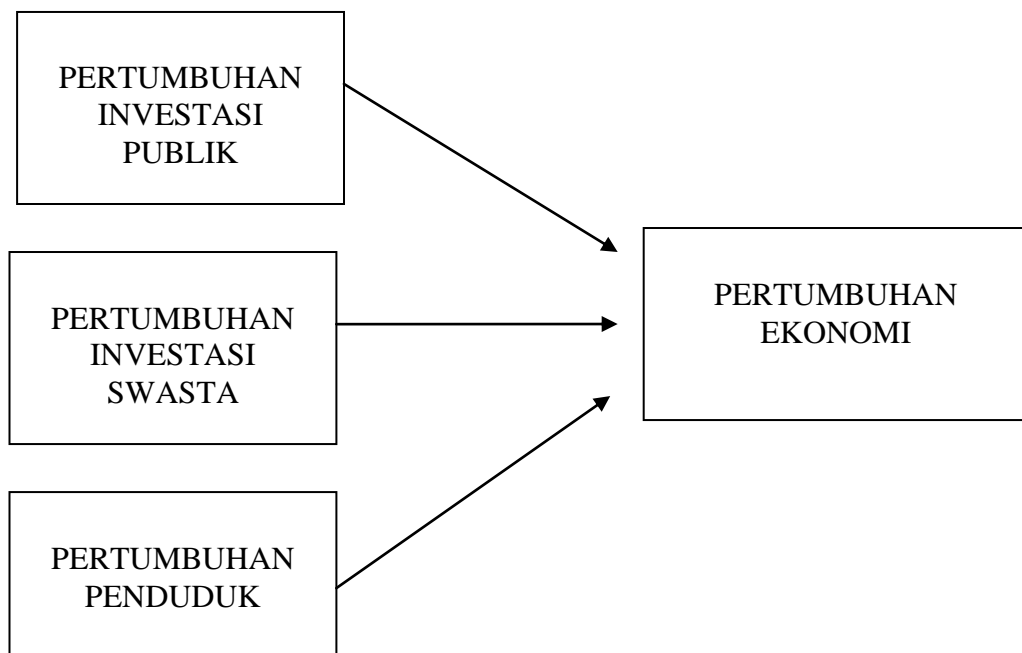 PERTUMBUHAN
INVESTASI
PUBLIK
PERTUMBUHAN
INVESTASI
SWASTA
PERTUMBUHAN
PENDUDUK
PERTUMBUHAN
EKONOMI